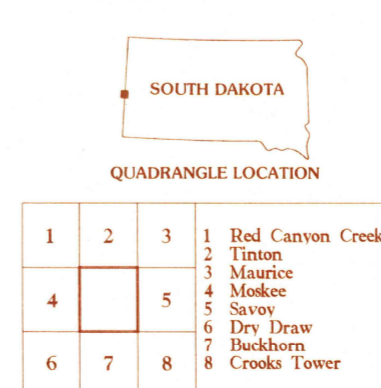 SOUTH DAKOTA
QUADRANGLE LOCATION
1 2 3
4 5
6 7 8
1 Red Canyon Creek
2 Tinton
3 Maurice
4 Moskee
5 Savoy
6 Dry Draw
7 Buckhorn
8 Crooks Tower